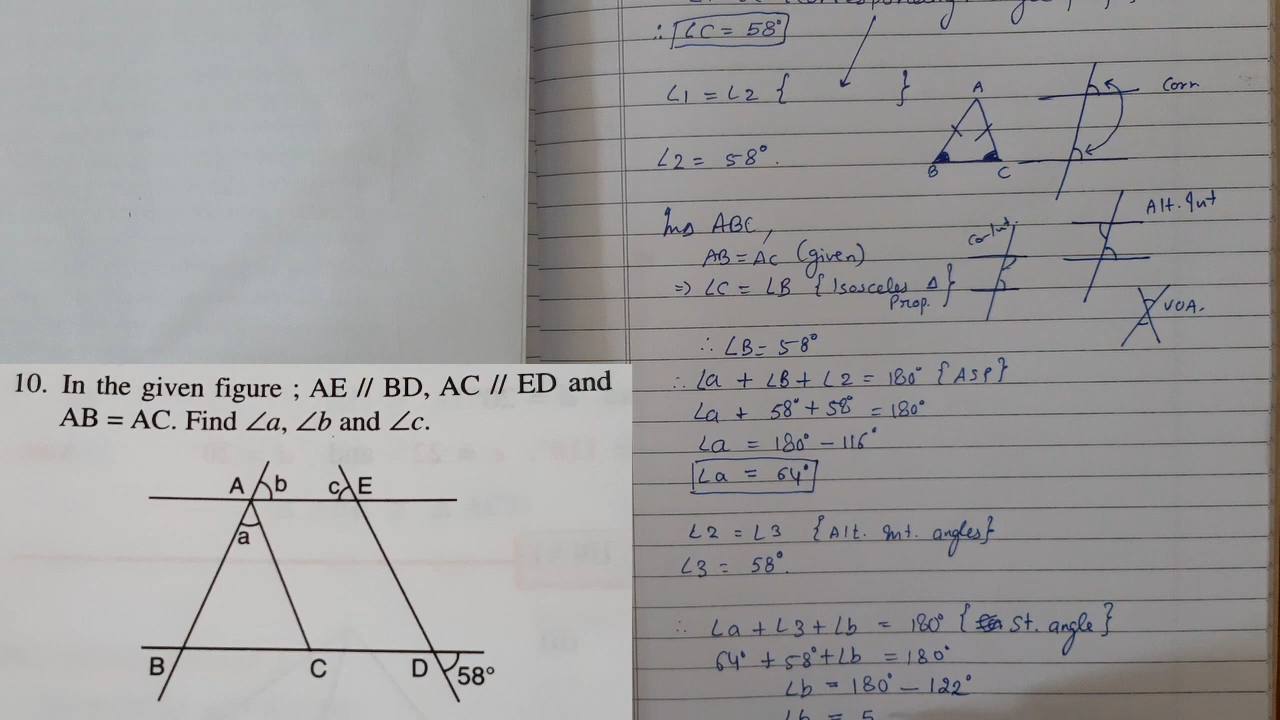 ∴ ∠C = 58°
∠1 = ∠2 { }
∠2 = 58°.
A
B
C
Corr.
In △ ABC,
AB = AC (given)
⇒ ∠C = ∠B { Isosceles △ Prop. }
Alt. Int
VOA.
∴ ∠B = 58°
∴ ∠a + ∠B + ∠2 = 180° {ASP}
∠a + 58° + 58° = 180°
∠a = 180° - 116°
∠a = 64°
∠2 = ∠3 {Alt. Int. angles}
∠3 = 58°.
∴ ∠a + ∠3 + ∠b = 180° { St. angle }
64° + 58° + ∠b = 180°
∠b = 180° - 122°
∠b = 5
10. In the given figure ; AE // BD, AC // ED and
AB = AC. Find ∠a, ∠b and ∠c.
A b c E
a
B C D 58°